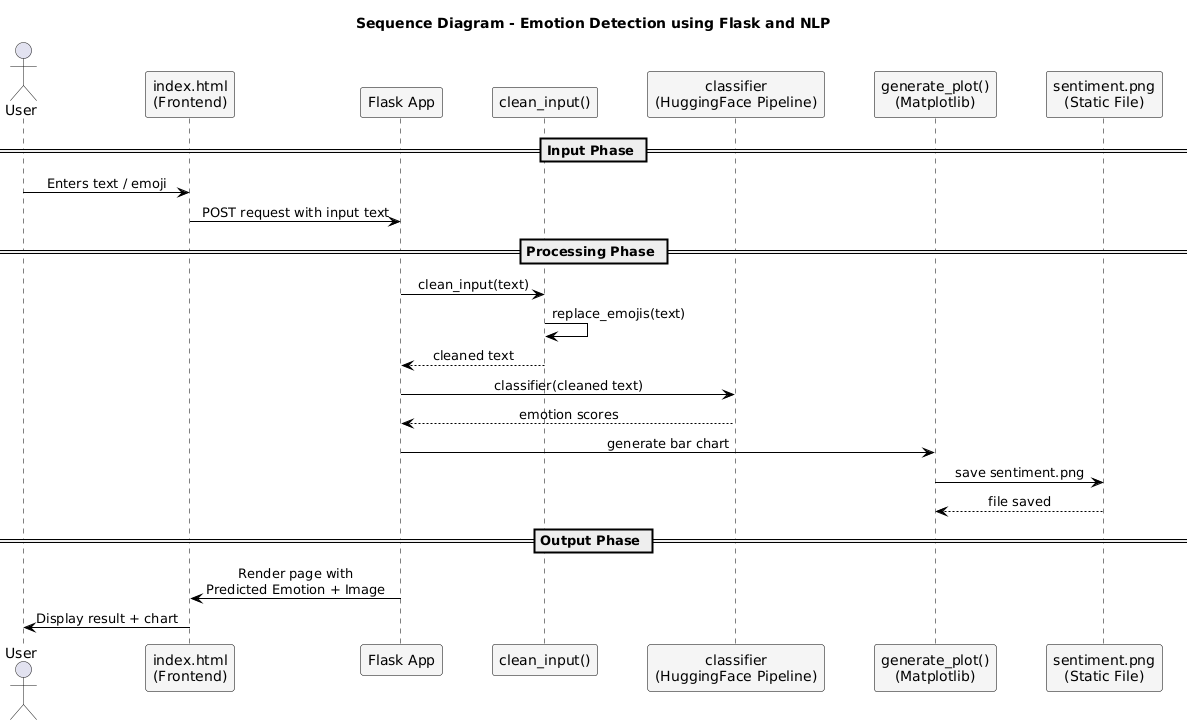 Sequence Diagram - Emotion Detection using Flask and NLP
User
index.html
(Frontend)
Flask App
clean_input()
classifier
(HuggingFace Pipeline)
generate_plot()
(Matplotlib)
sentiment.png
(Static File)
Input Phase
Enters text / emoji
POST request with input text
Processing Phase
clean_input(text)
replace_emojis(text)
cleaned text
classifier(cleaned text)
emotion scores
generate bar chart
save sentiment.png
file saved
Output Phase
Render page with
Predicted Emotion + Image
Display result + chart
User
index.html
(Frontend)
Flask App
clean_input()
classifier
(HuggingFace Pipeline)
generate_plot()
(Matplotlib)
sentiment.png
(Static File)